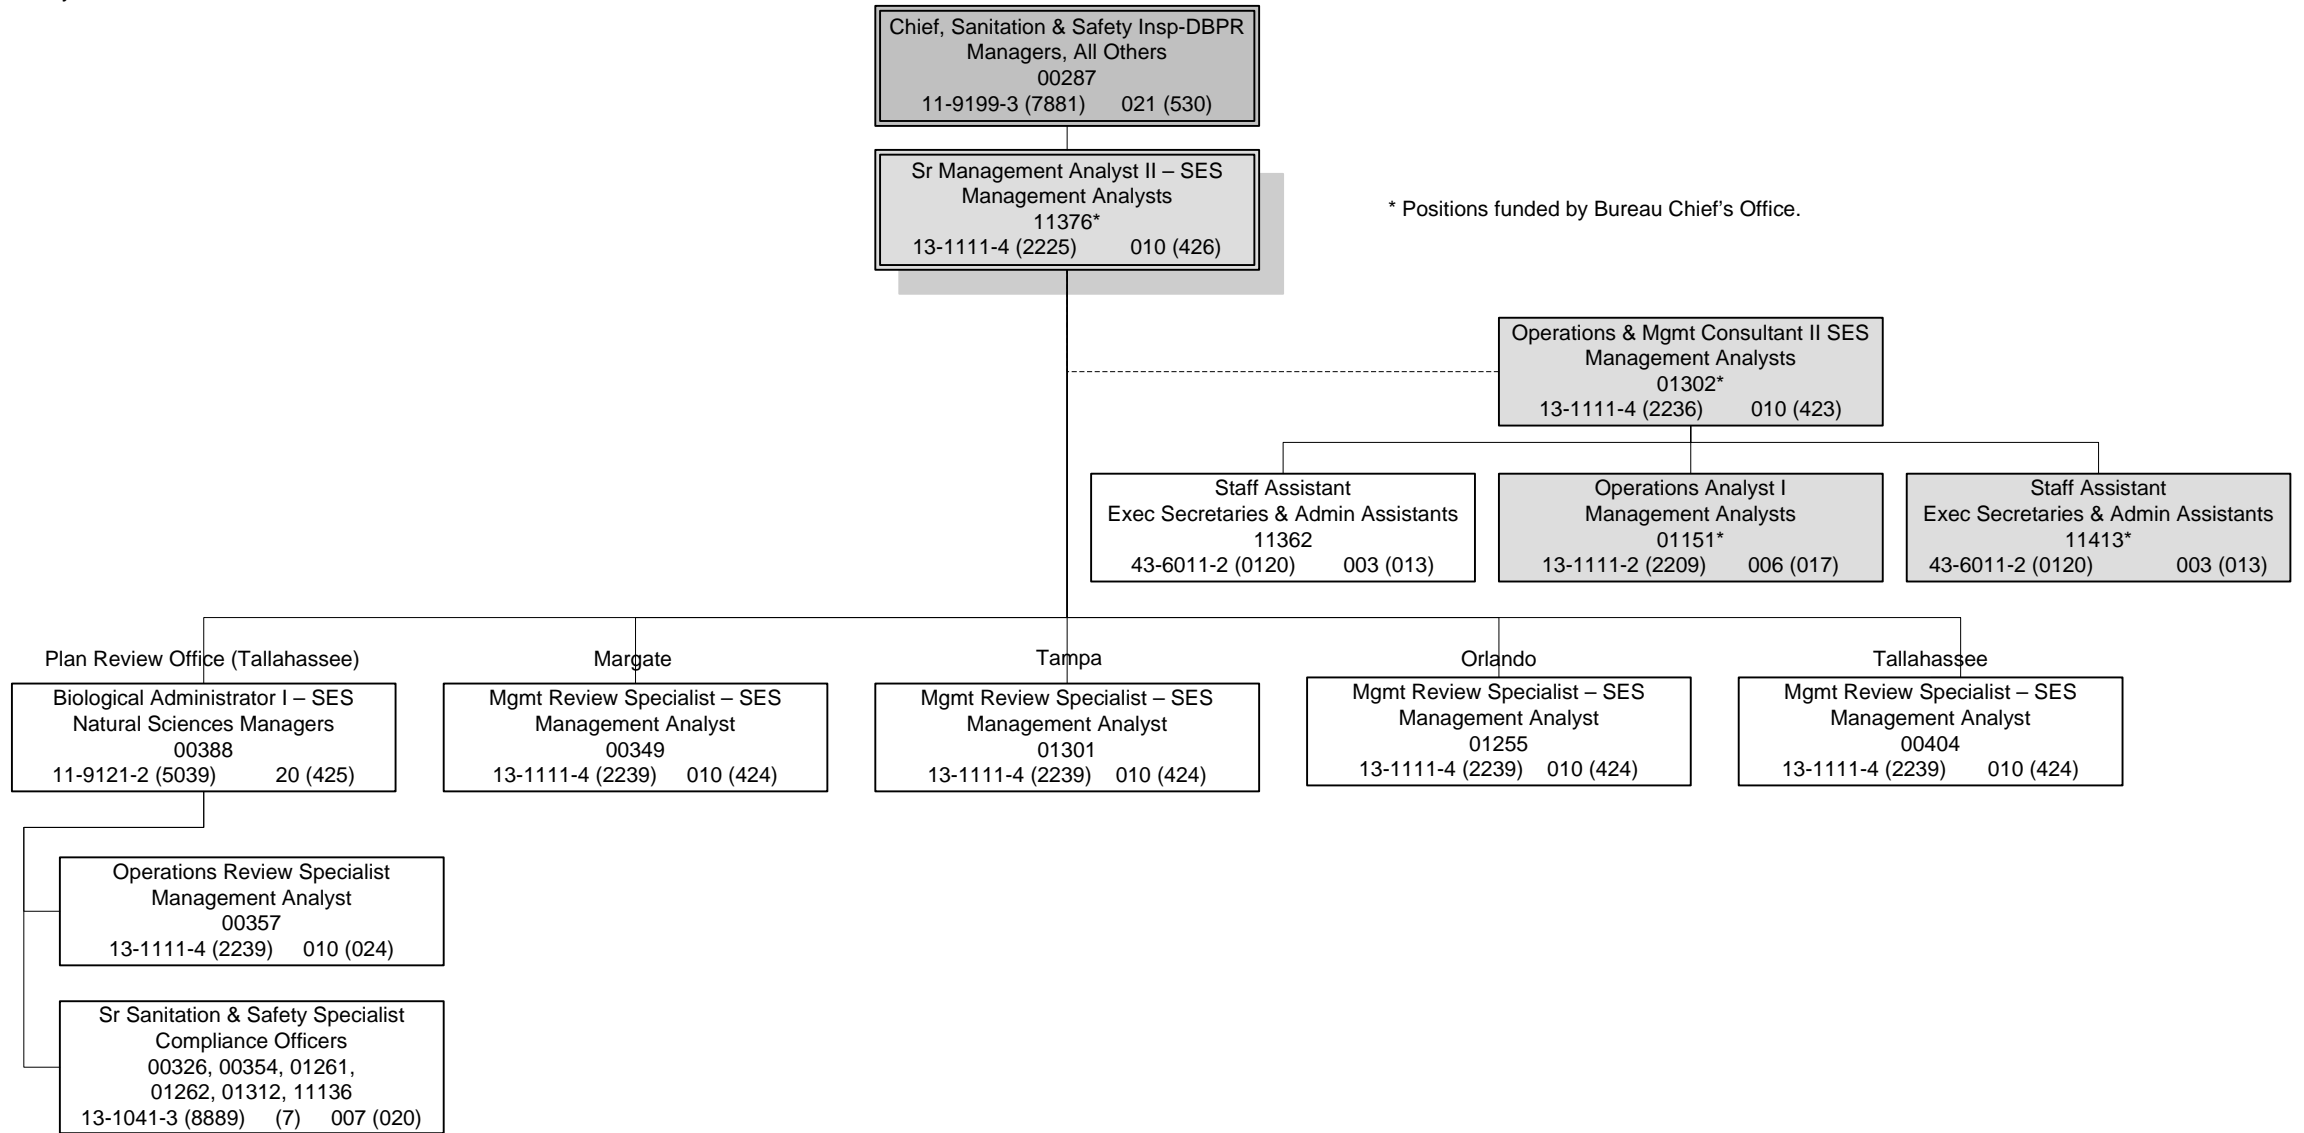 Chief, Sanitation & Safety Insp-DBPR
Managers, All Others
00287
11-9199-3 (7881) 021 (530)
Sr Management Analyst II – SES
Management Analysts
11376*
13-1111-4 (2225) 010 (426)
* Positions funded by Bureau Chief’s Office.
Operations & Mgmt Consultant II SES
Management Analysts
01302*
13-1111-4 (2236) 010 (423)
Staff Assistant
Exec Secretaries & Admin Assistants
11362
43-6011-2 (0120) 003 (013)
Operations Analyst I
Management Analysts
01151*
13-1111-2 (2209) 006 (017)
Staff Assistant
Exec Secretaries & Admin Assistants
11413*
43-6011-2 (0120) 003 (013)
Plan Review Office (Tallahassee)
Biological Administrator I – SES
Natural Sciences Managers
00388
11-9121-2 (5039) 20 (425)
Margate
Mgmt Review Specialist – SES
Management Analyst
00349
13-1111-4 (2239) 010 (424)
Tampa
Mgmt Review Specialist – SES
Management Analyst
01301
13-1111-4 (2239) 010 (424)
Orlando
Mgmt Review Specialist – SES
Management Analyst
01255
13-1111-4 (2239) 010 (424)
Tallahassee
Mgmt Review Specialist – SES
Management Analyst
00404
13-1111-4 (2239) 010 (424)
Operations Review Specialist
Management Analyst
00357
13-1111-4 (2239) 010 (024)
Sr Sanitation & Safety Specialist
Compliance Officers
00326, 00354, 01261,
01262, 01312, 11136
13-1041-3 (8889) (7) 007 (020)